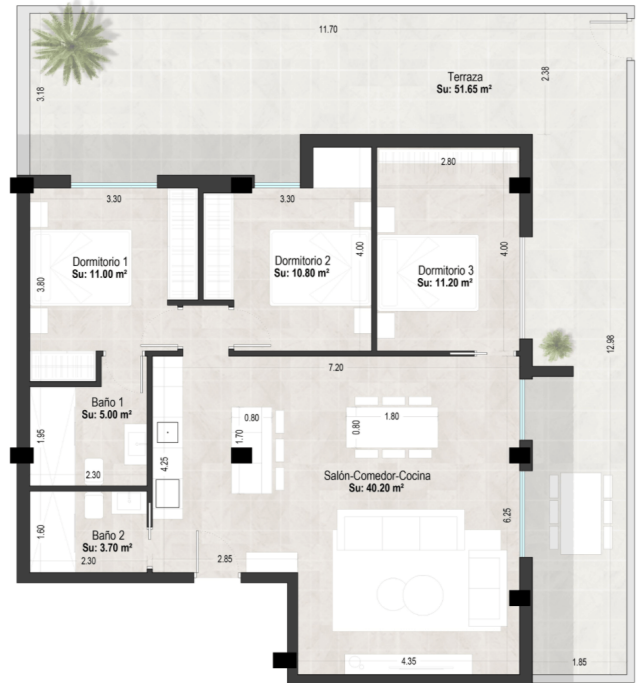 11.70
Terraza
Su: 51.65 m²
2.38
3.18
2.80
3.30
3.30
Dormitorio 1
Su: 11.00 m²
3.80
Dormitorio 2
Su: 10.80 m²
4.00
Dormitorio 3
Su: 11.20 m²
4.00
12.98
7.20
Baño 1
Su: 5.00 m²
1.95
2.30
4.25
0.80
1.70
1.80
0.80
Salón-Comedor-Cocina
Su: 40.20 m²
6.25
Baño 2
Su: 3.70 m²
1.60
2.30
2.85
4.35
1.85